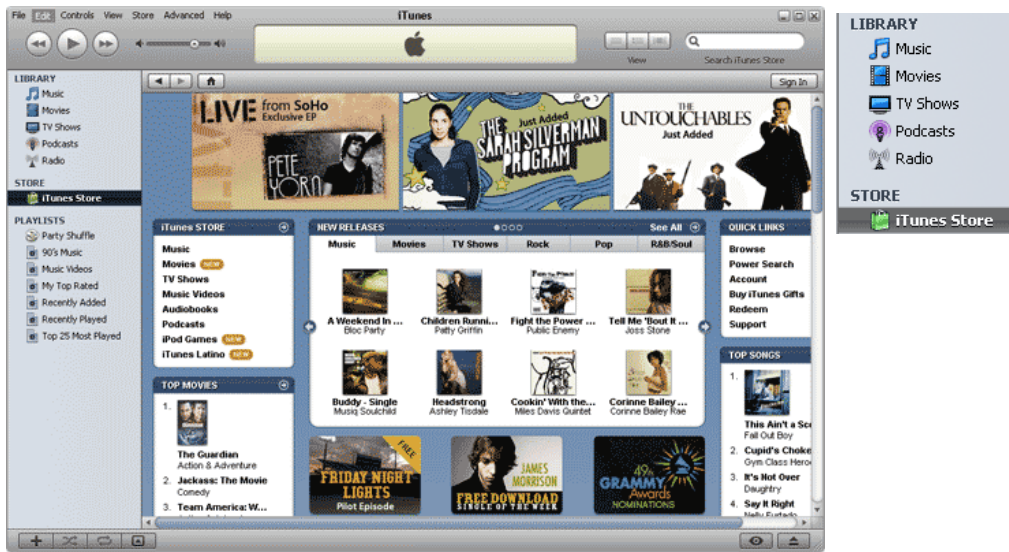 File Edit Controls View Store Advanced Help
iTunes
View
Search iTunes Store
LIBRARY
Music
Movies
TV Shows
Podcasts
Radio
STORE
iTunes Store
PLAYLISTS
Party Shuffle
90's Music
Music Videos
My Top Rated
Recently Added
Recently Played
Top 25 Most Played
Sign In
LIVE from SoHo
Exclusive EP
PETE
YORN
Just Added
THE
SARAH SILVERMAN
PROGRAM
THE
UNTOUCHABLES
Just Added
iTunes STORE
Music
Movies NEW
TV Shows
Music Videos
Audiobooks
Podcasts
iPod Games NEW
iTunes Latino NEW
TOP MOVIES
1.
The Guardian
Action & Adventure
2. Jackass: The Movie
Comedy
3. Team America: W...
NEW RELEASES See All
Music Movies TV Shows Rock Pop R&B/Soul
A Weekend In ... Children Runni... Fight the Power ... Tell Me 'Bout It ...
Bloc Party Patty Griffin Public Enemy Joss Stone
Buddy - Single Headstrong Cookin' With the... Corinne Bailey ...
Musiq Soulchild Ashley Tisdale Miles Davis Quintet Corinne Bailey Rae
FREE
FRIDAY NIGHT
LIGHTS
Pilot Episode
JAMES
MORRISON
FREE DOWNLOAD
SINGLE OF THE WEEK
49th
GRAMMY
Awards
NOMINATIONS
QUICK LINKS
Browse
Power Search
Account
Buy iTunes Gifts
Redeem
Support
TOP SONGS
1.
This Ain't a Sc
Fall Out Boy
2. Cupid's Choke
Gym Class Hero
3. It's Not Over
Daughtry
4. Say It Right
Nelly Furtado
LIBRARY
Music
Movies
TV Shows
Podcasts
Radio
STORE
iTunes Store